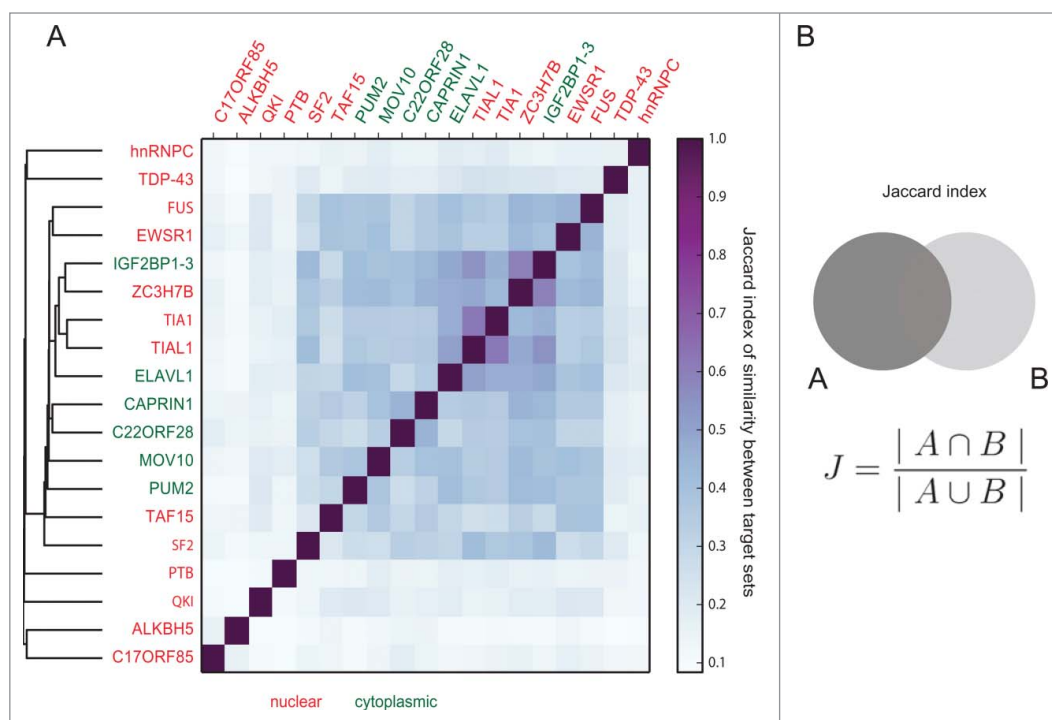 A
C17ORF85
ALKBH5
QKI
PTB
SF2
TAF15
PUM2
MOV10
C22ORF28
CAPRIN1
ELAVL1
TIAL1
TIA1
ZC3H7B
IGF2BP1-3
EWSR1
FUS
TDP-43
hnRNPC
hnRNPC
TDP-43
FUS
EWSR1
IGF2BP1-3
ZC3H7B
TIA1
TIAL1
ELAVL1
CAPRIN1
C22ORF28
MOV10
PUM2
TAF15
SF2
PTB
QKI
ALKBH5
C17ORF85
nuclear cytoplasmic
1.0
0.9
0.8
0.7
0.6
0.5
0.4
0.3
0.2
0.1
Jaccard index of similarity between target sets
B
Jaccard index
A B
J = | A ∩ B | / | A ∪ B |